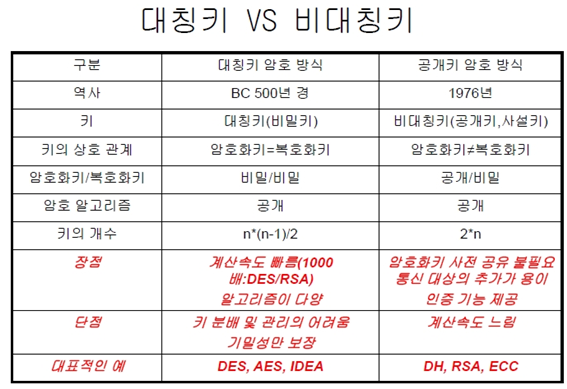 대칭키 VS 비대칭키
구분 대칭키 암호 방식 공개키 암호 방식
역사 BC 500년 경 1976년
키 대칭키(비밀키) 비대칭키(공개키,사설키)
키의 상호 관계 암호화키=복호화키 암호화키≠복호화키
암호화키/복호화키 비밀/비밀 공개/비밀
암호 알고리즘 공개 공개
키의 개수 n*(n-1)/2 2*n
장점
계산속도 빠름(1000
배:DES/RSA)
알고리즘이 다양
암호화키 사전 공유 불필요
통신 대상의 추가가 용이
인증 기능 제공
단점
키 분배 및 관리의 어려움
기밀성만 보장
계산속도 느림
대표적인 예 DES, AES, IDEA DH, RSA, ECC